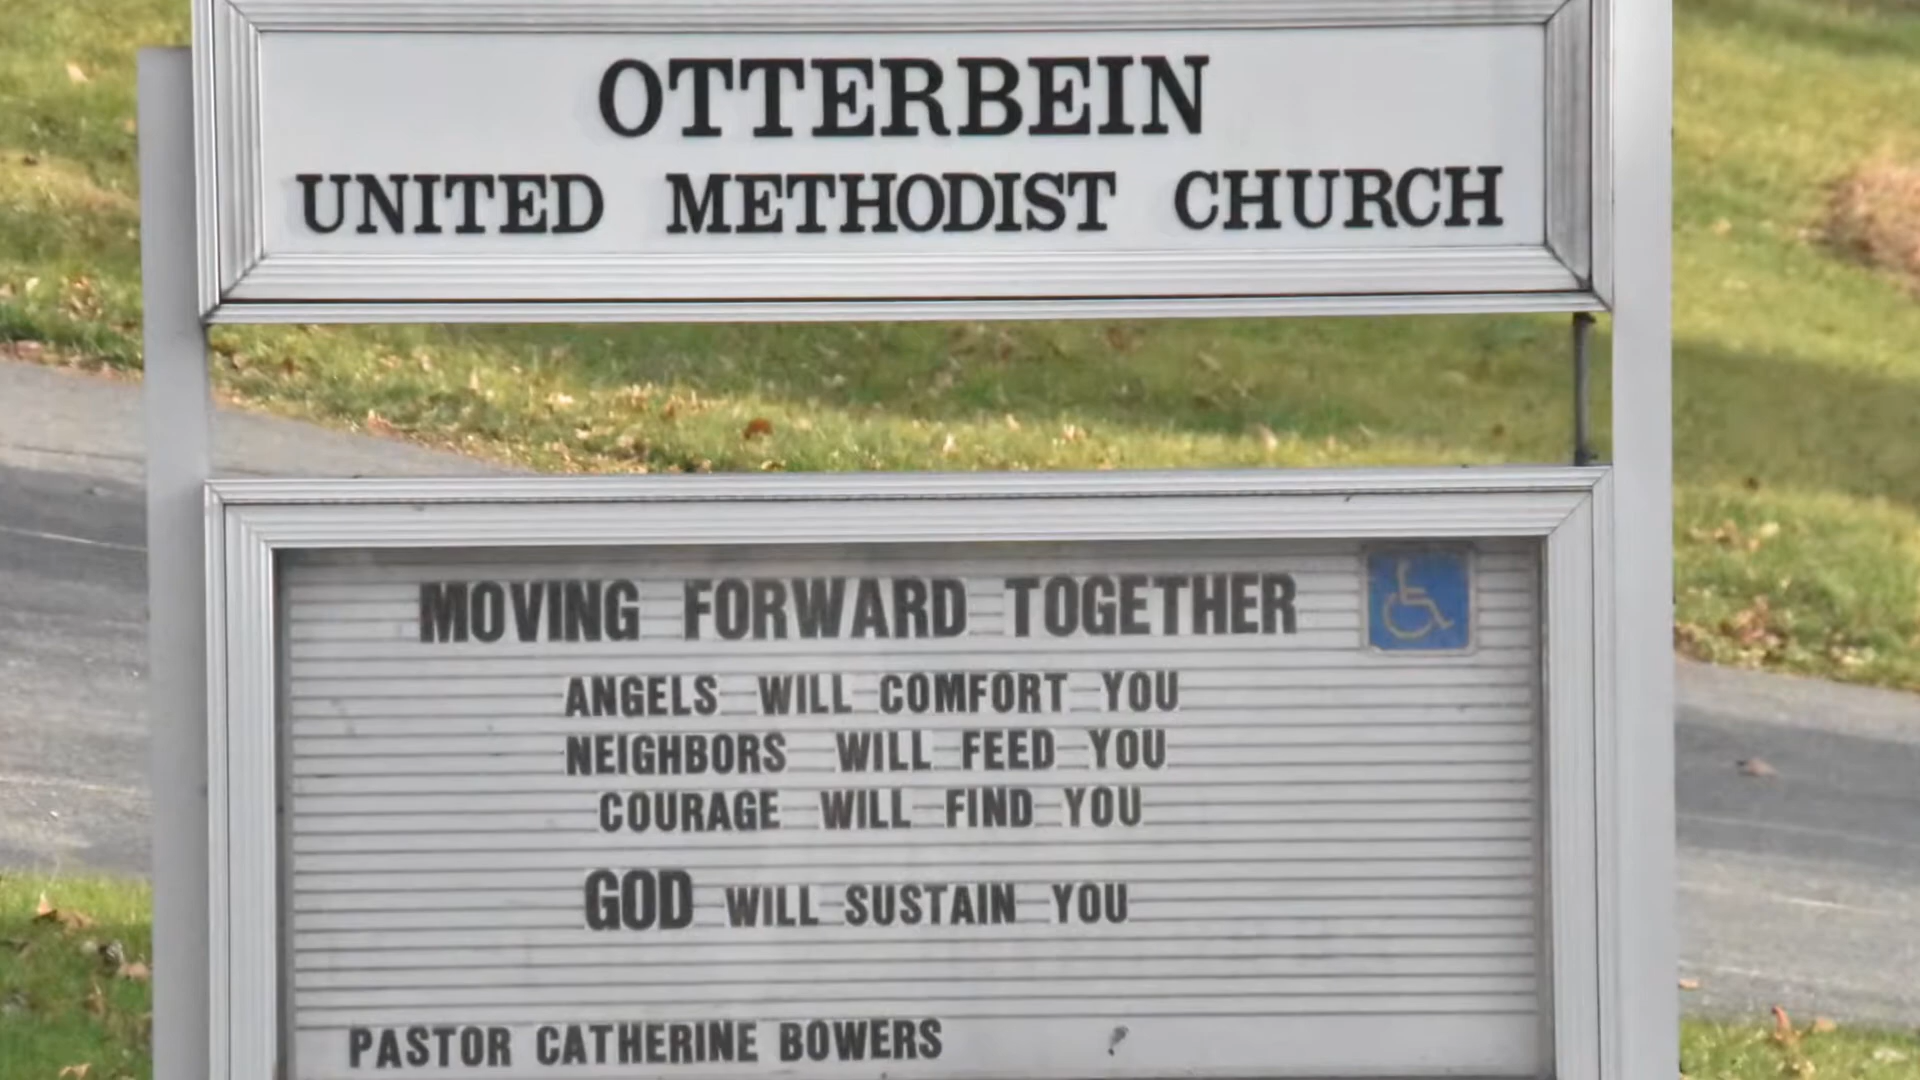 OTTERBEIN
UNITED METHODIST CHURCH
MOVING FORWARD TOGETHER
ANGELS WILL COMFORT YOU
NEIGHBORS WILL FEED YOU
COURAGE WILL FIND YOU
GOD WILL SUSTAIN YOU
PASTOR CATHERINE BOWERS